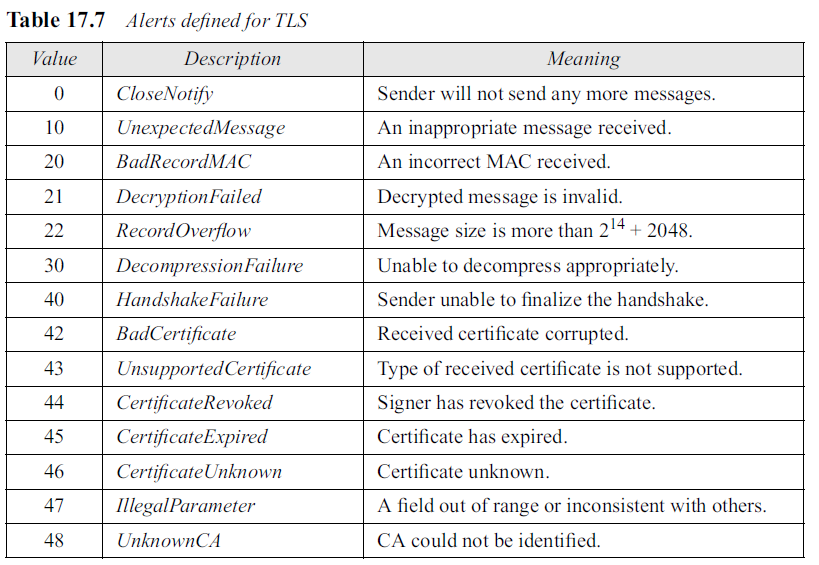 Table 17.7 Alerts defined for TLS
Value Description Meaning
0 CloseNotify Sender will not send any more messages.
10 UnexpectedMessage An inappropriate message received.
20 BadRecordMAC An incorrect MAC received.
21 DecryptionFailed Decrypted message is invalid.
22 RecordOverflow Message size is more than 2^14 + 2048.
30 DecompressionFailure Unable to decompress appropriately.
40 HandshakeFailure Sender unable to finalize the handshake.
42 BadCertificate Received certificate corrupted.
43 UnsupportedCertificate Type of received certificate is not supported.
44 CertificateRevoked Signer has revoked the certificate.
45 CertificateExpired Certificate has expired.
46 CertificateUnknown Certificate unknown.
47 IllegalParameter A field out of range or inconsistent with others.
48 UnknownCA CA could not be identified.